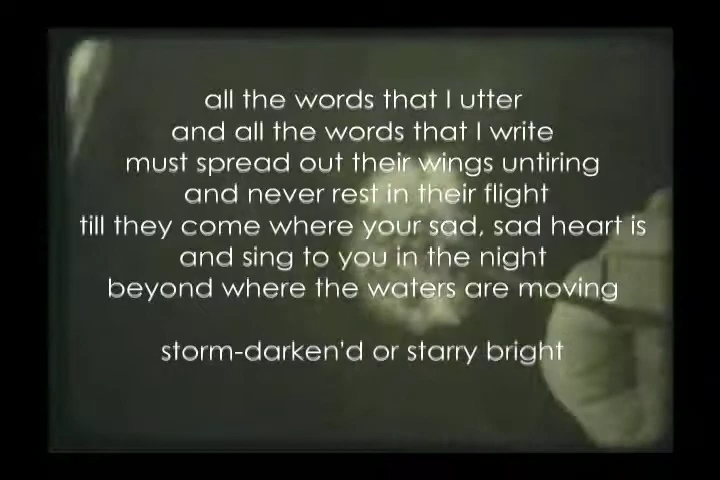 all the words that I utter
and all the words that I write
must spread out their wings untiring
and never rest in their flight
till they come where your sad, sad heart is
and sing to you in the night
beyond where the waters are moving
storm-darken'd or starry bright